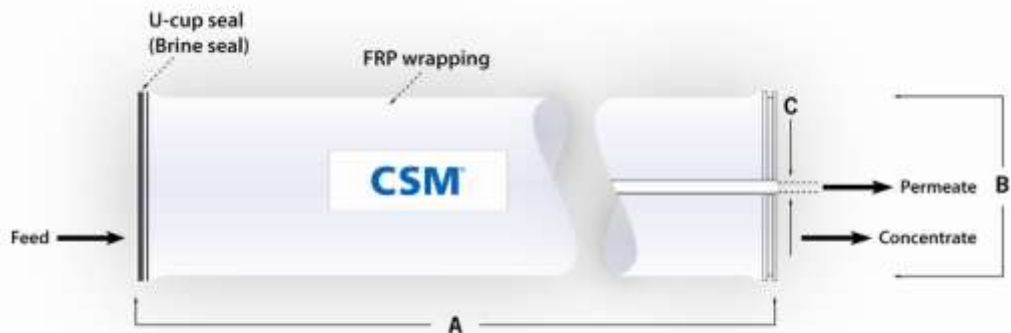 U-cup seal
(Brine seal)
FRP wrapping
C
CSM
Permeate
B
Feed
Concentrate
A